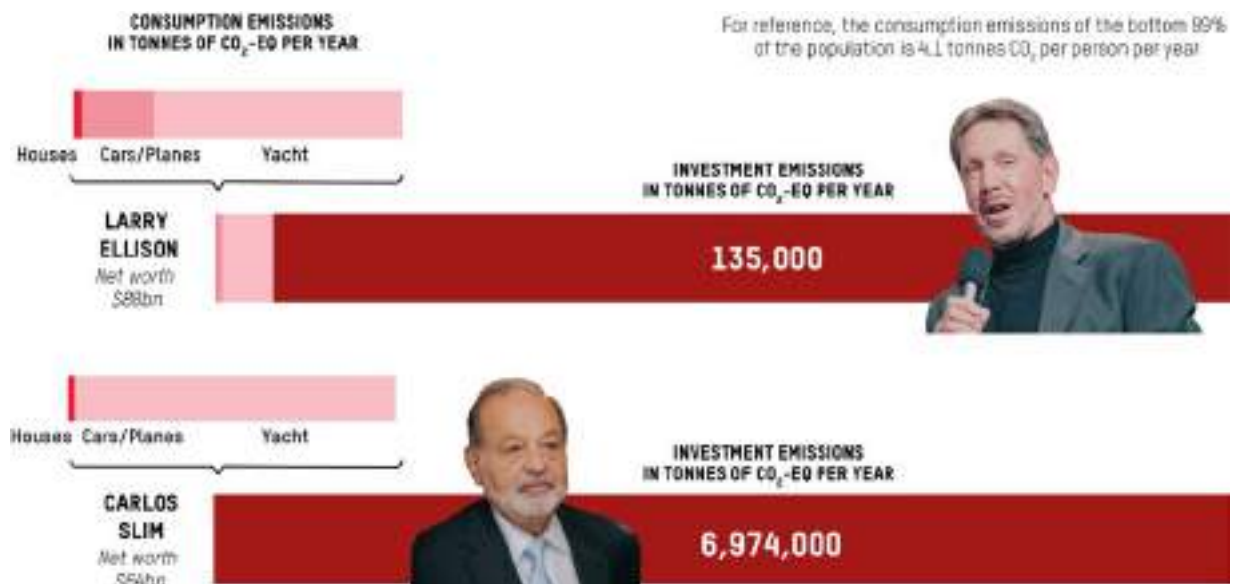 CONSUMPTION EMISSIONS
IN TONNES OF CO₂-EQ PER YEAR
For reference, the consumption emissions of the bottom 99%
of the population is 4.1 tonnes CO₂ per person per year
Houses Cars/Planes Yacht
INVESTMENT EMISSIONS
IN TONNES OF CO₂-EQ PER YEAR
LARRY
ELLISON
Net worth
$88bn
135,000
Houses Cars/Planes Yacht
INVESTMENT EMISSIONS
IN TONNES OF CO₂-EQ PER YEAR
CARLOS
SLIM
Net worth
6,974,000